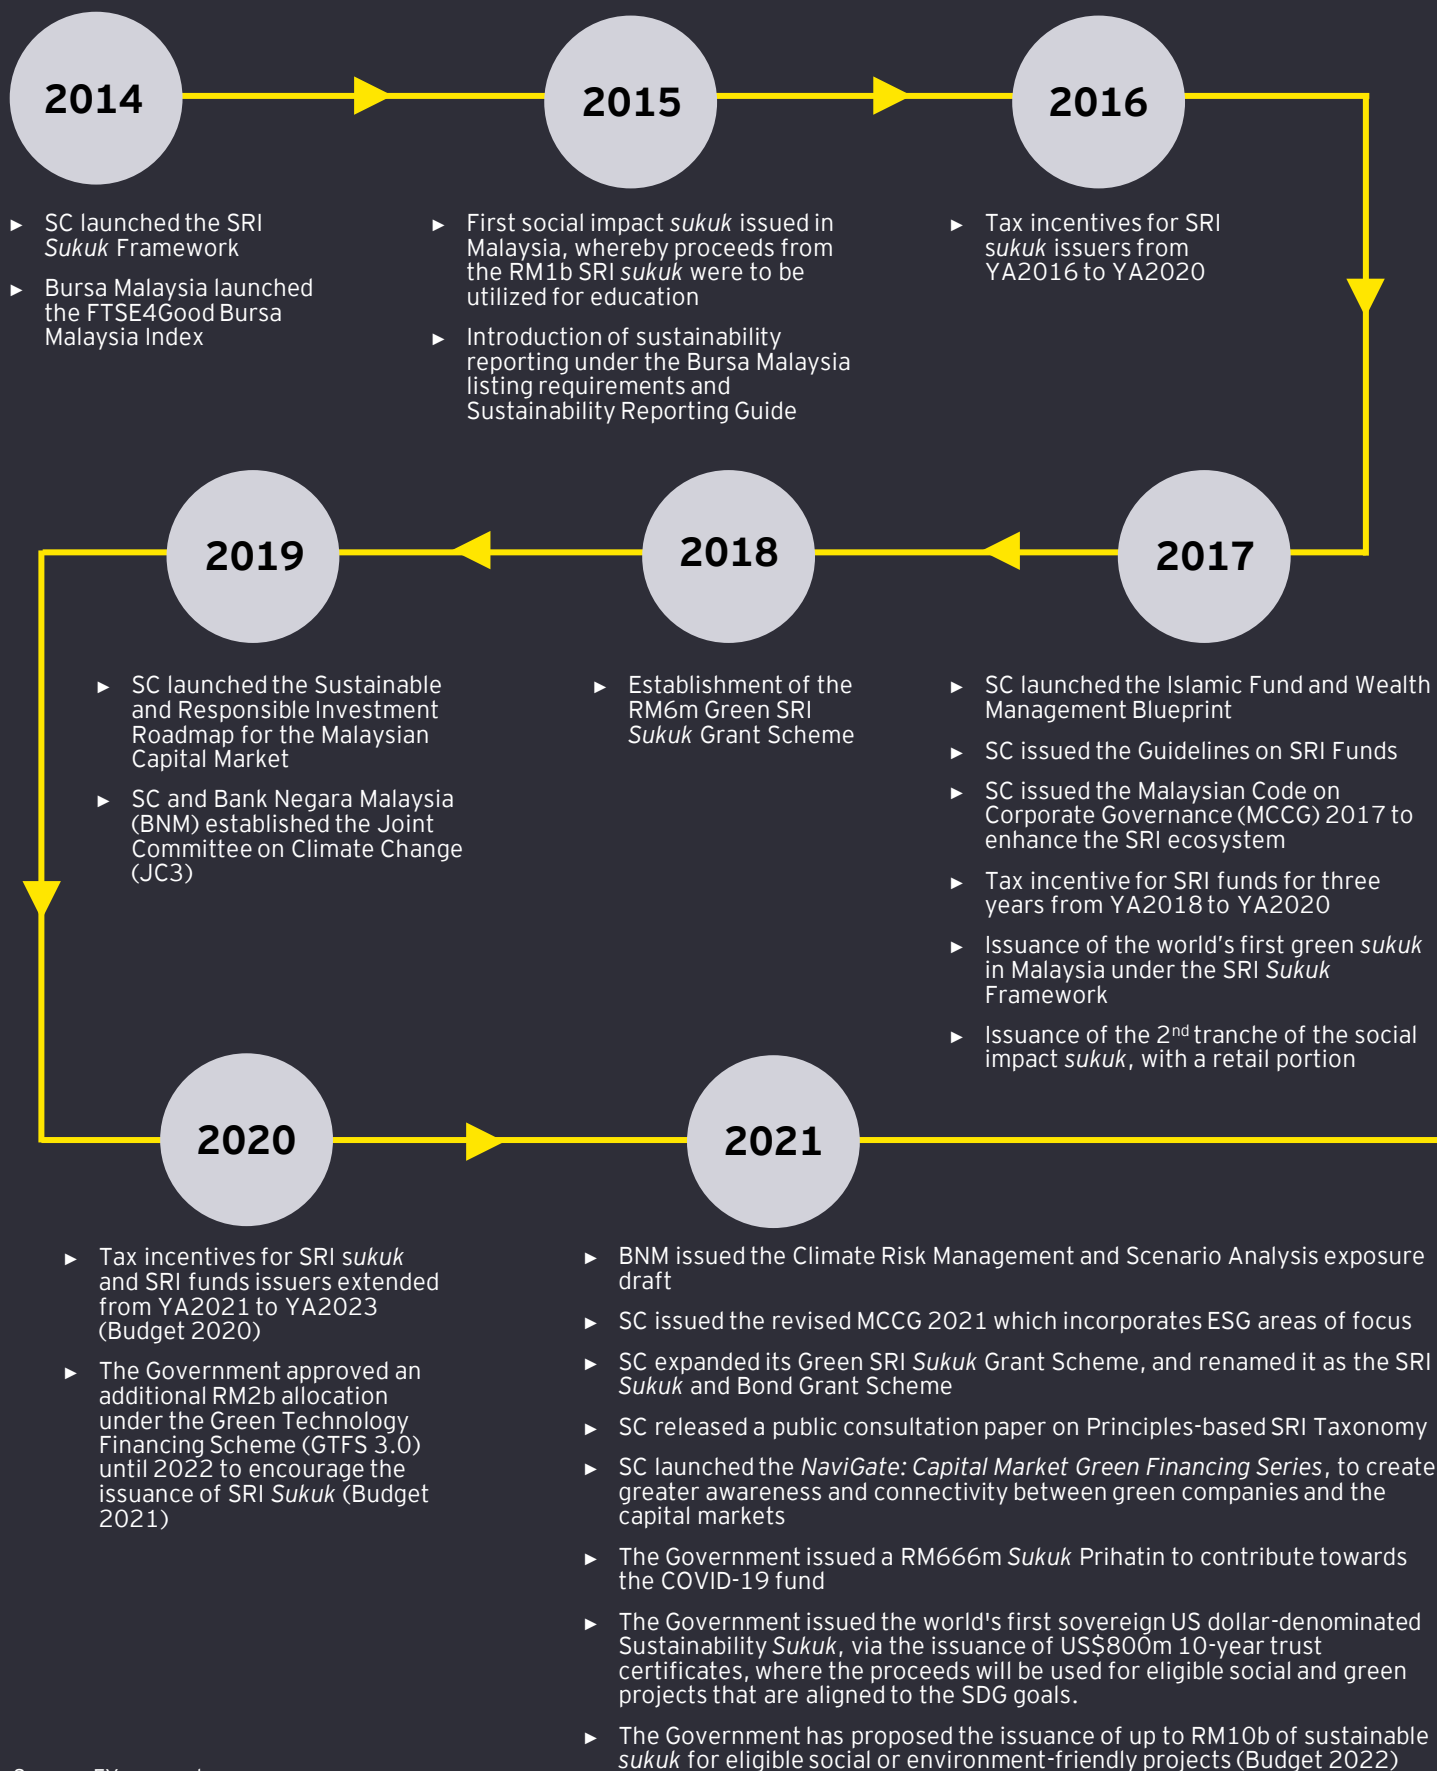 2014
2015
2016
► SC launched the SRI
Sukuk Framework
► Bursa Malaysia launched
the FTSE4Good Bursa
Malaysia Index
► First social impact sukuk issued in
Malaysia, whereby proceeds from
the RM1b SRI sukuk were to be
utilized for education
► Introduction of sustainability
reporting under the Bursa Malaysia
listing requirements and
Sustainability Reporting Guide
► Tax incentives for SRI
sukuk issuers from
YA2016 to YA2020
2019
2018
2017
► SC launched the Sustainable
and Responsible Investment
Roadmap for the Malaysian
Capital Market
► SC and Bank Negara Malaysia
(BNM) established the Joint
Committee on Climate Change
(JC3)
► Establishment of the
RM6m Green SRI
Sukuk Grant Scheme
► SC launched the Islamic Fund and Wealth
Management Blueprint
► SC issued the Guidelines on SRI Funds
► SC issued the Malaysian Code on
Corporate Governance (MCCG) 2017 to
enhance the SRI ecosystem
► Tax incentive for SRI funds for three
years from YA2018 to YA2020
► Issuance of the world’s first green sukuk
in Malaysia under the SRI Sukuk
Framework
► Issuance of the 2nd tranche of the social
impact sukuk, with a retail portion
2020
2021
► Tax incentives for SRI sukuk
and SRI funds issuers extended
from YA2021 to YA2023
(Budget 2020)
► The Government approved an
additional RM2b allocation
under the Green Technology
Financing Scheme (GTFS 3.0)
until 2022 to encourage the
issuance of SRI Sukuk (Budget
2021)
► BNM issued the Climate Risk Management and Scenario Analysis exposure
draft
► SC issued the revised MCCG 2021 which incorporates ESG areas of focus
► SC expanded its Green SRI Sukuk Grant Scheme, and renamed it as the SRI
Sukuk and Bond Grant Scheme
► SC released a public consultation paper on Principles-based SRI Taxonomy
► SC launched the NaviGate: Capital Market Green Financing Series, to create
greater awareness and connectivity between green companies and the
capital markets
► The Government issued a RM666m Sukuk Prihatin to contribute towards
the COVID-19 fund
► The Government issued the world's first sovereign US dollar-denominated
Sustainability Sukuk, via the issuance of US$800m 10-year trust
certificates, where the proceeds will be used for eligible social and green
projects that are aligned to the SDG goals.
► The Government has proposed the issuance of up to RM10b of sustainable
sukuk for eligible social or environment-friendly projects (Budget 2022)